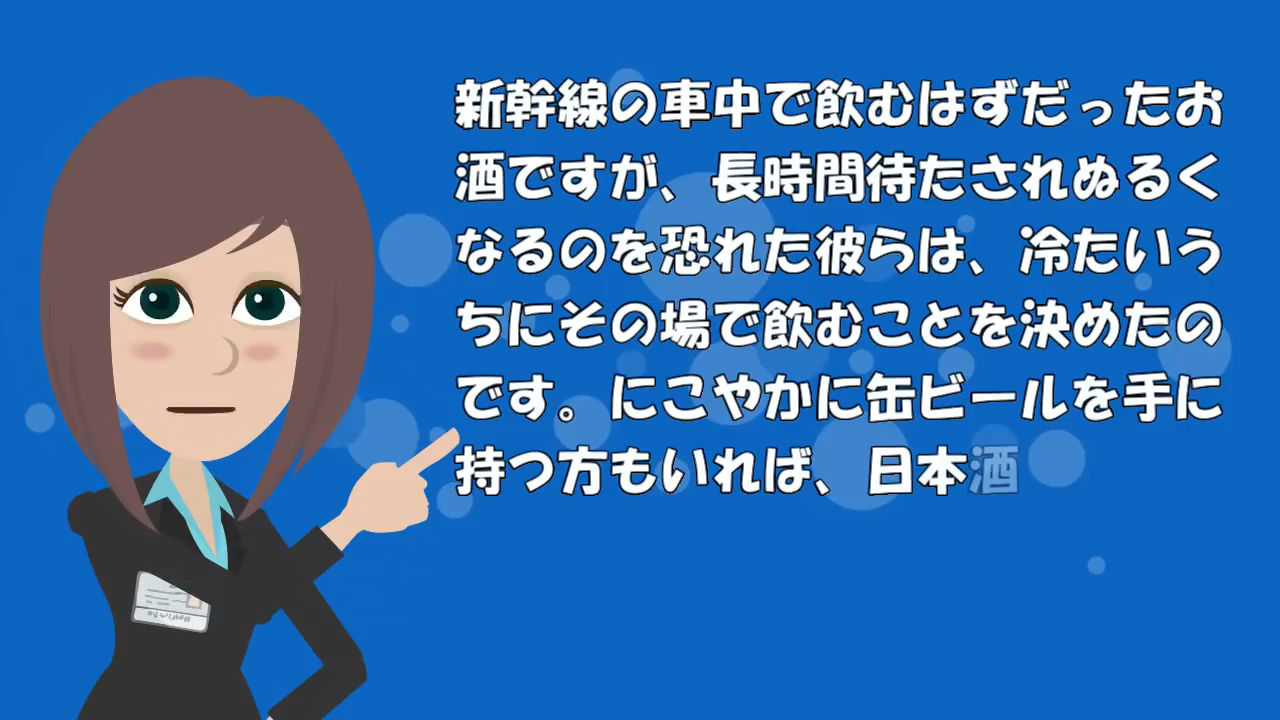 新幹線の車中で飲むはずだったお
酒ですが、長時間待たされぬるく
なるのを恐れた彼らは、冷たいう
ちにその場で飲むことを決めたの
です。にこやかに缶ビールを手に
持つ方もいれば、日本酒